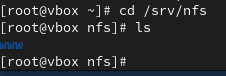 [root@vbox ~]# cd /srv/nfs
[root@vbox nfs]# ls
www
[root@vbox nfs]#